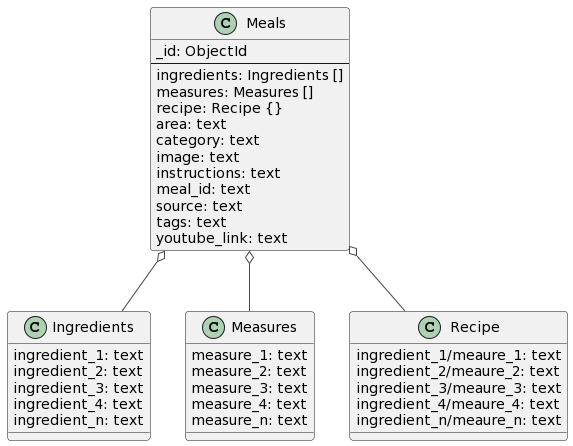 C Meals
_id: ObjectId
ingredients: Ingredients []
measures: Measures []
recipe: Recipe {}
area: text
category: text
image: text
instructions: text
meal_id: text
source: text
tags: text
youtube_link: text
C Ingredients
ingredient_1: text
ingredient_2: text
ingredient_3: text
ingredient_4: text
ingredient_n: text
C Measures
measure_1: text
measure_2: text
measure_3: text
measure_4: text
measure_n: text
C Recipe
ingredient_1/meaure_1: text
ingredient_2/meaure_2: text
ingredient_3/meaure_3: text
ingredient_4/meaure_4: text
ingredient_n/meaure_n: text